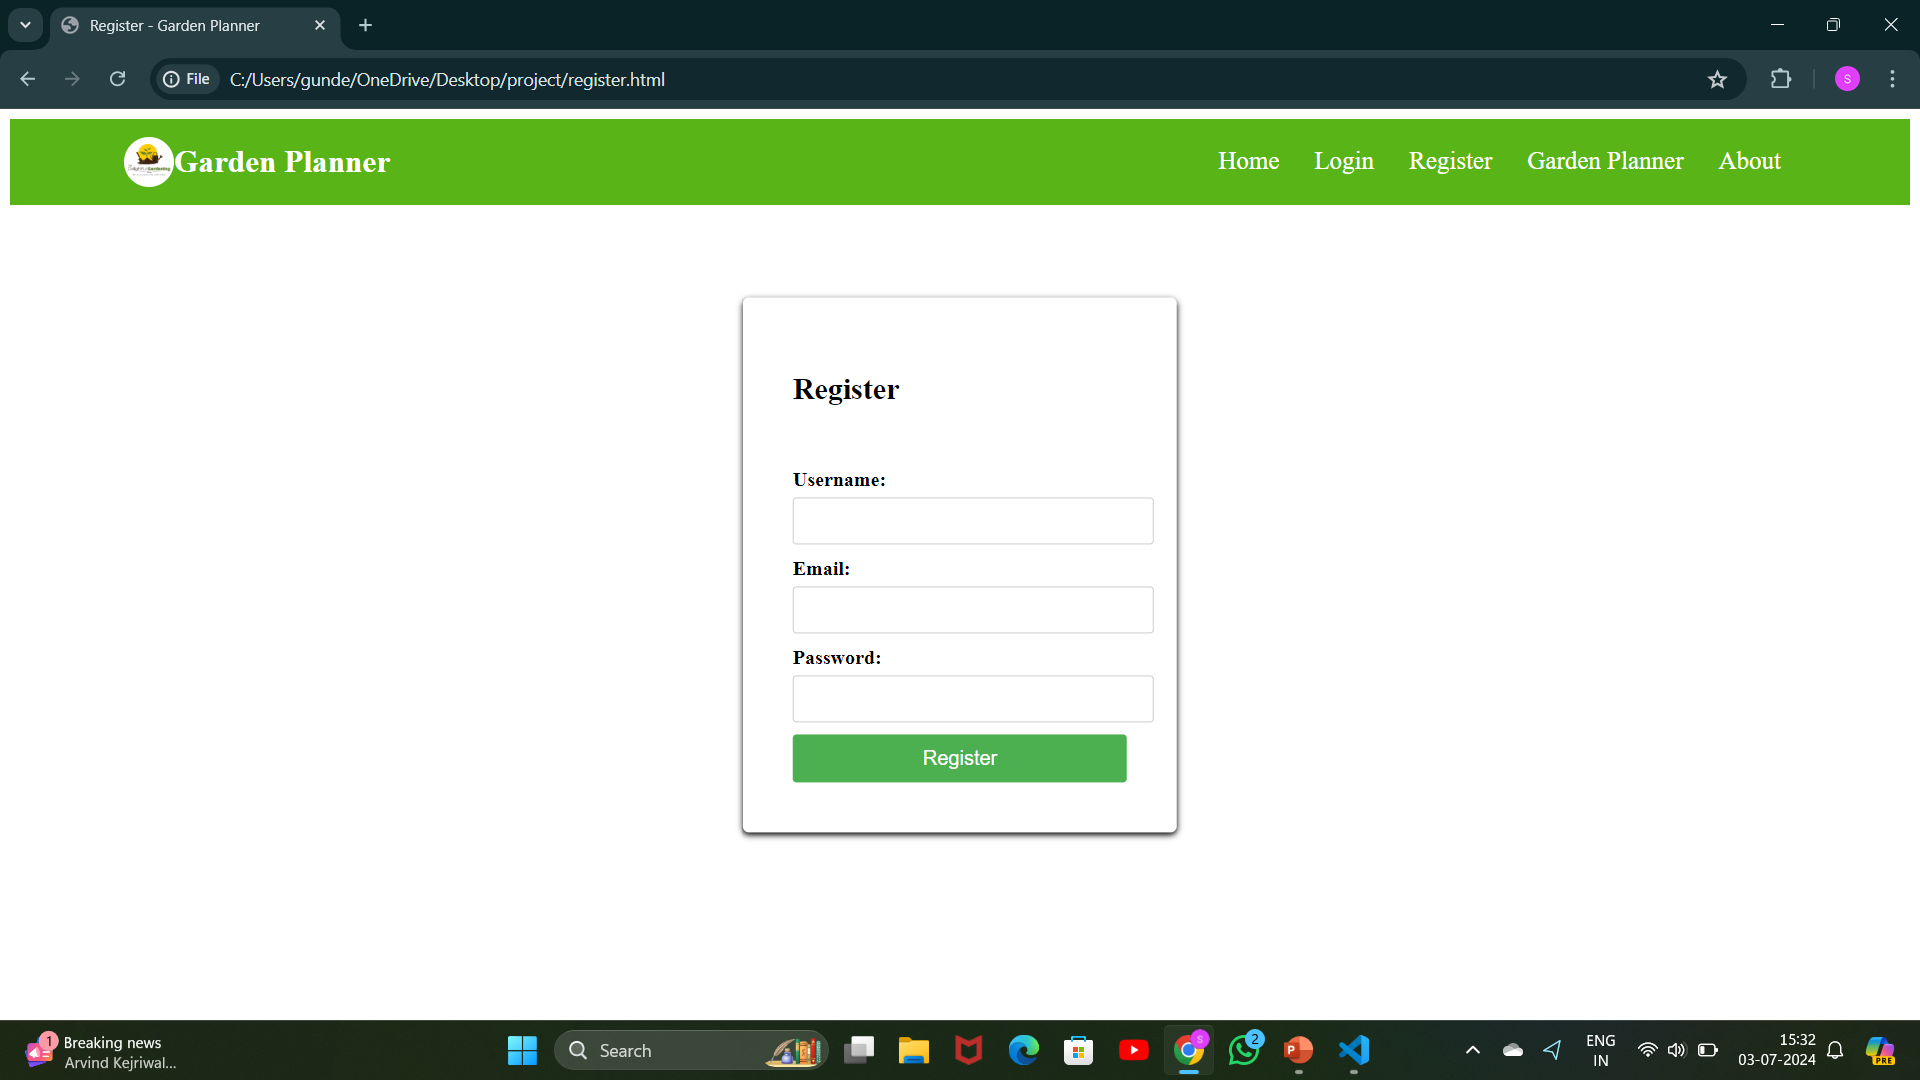 Register - Garden Planner
File
C:/Users/gunde/OneDrive/Desktop/project/register.html
S
Garden Planner
Home
Login
Register
Garden Planner
About
Register
Username:
Email:
Password:
Register
1
Breaking news
Arvind Kejriwal...
Search
S
2
P
ENG
IN
15:32
03-07-2024
PRE